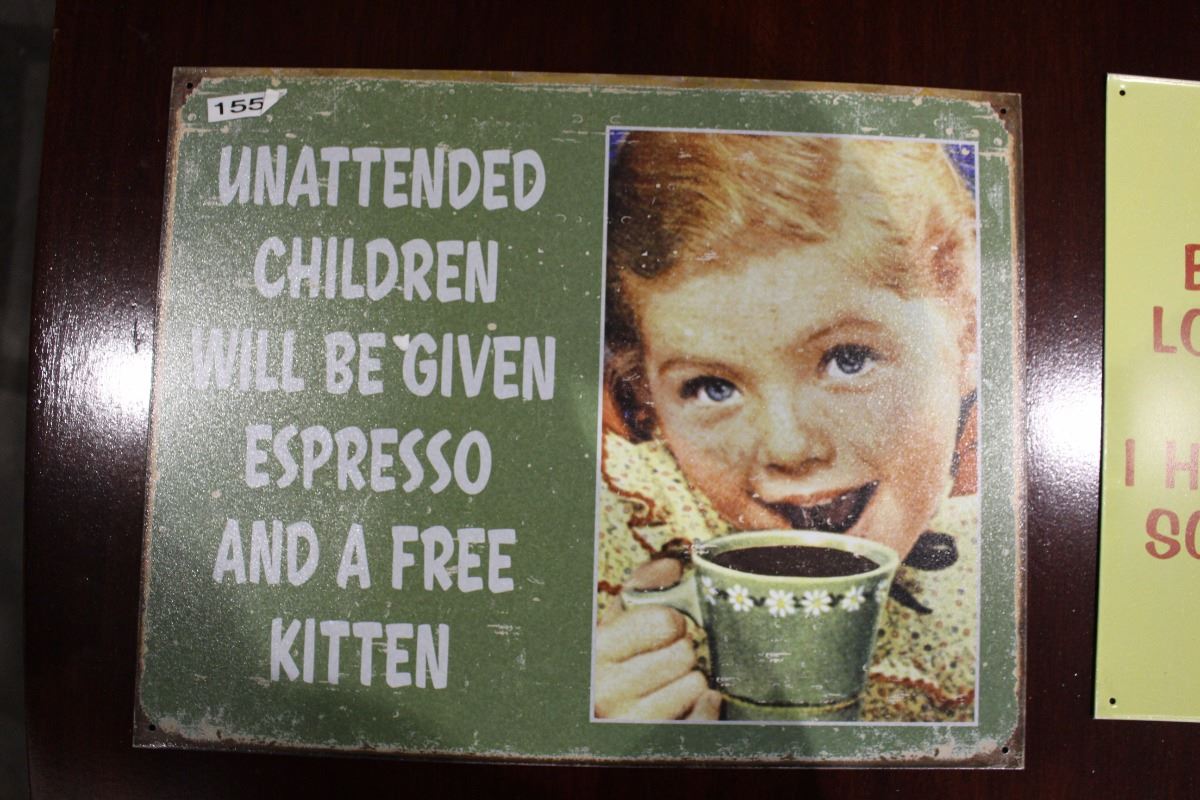 155
UNATTENDED
CHILDREN
WILL BE GIVEN
ESPRESSO
AND A FREE
KITTEN
I